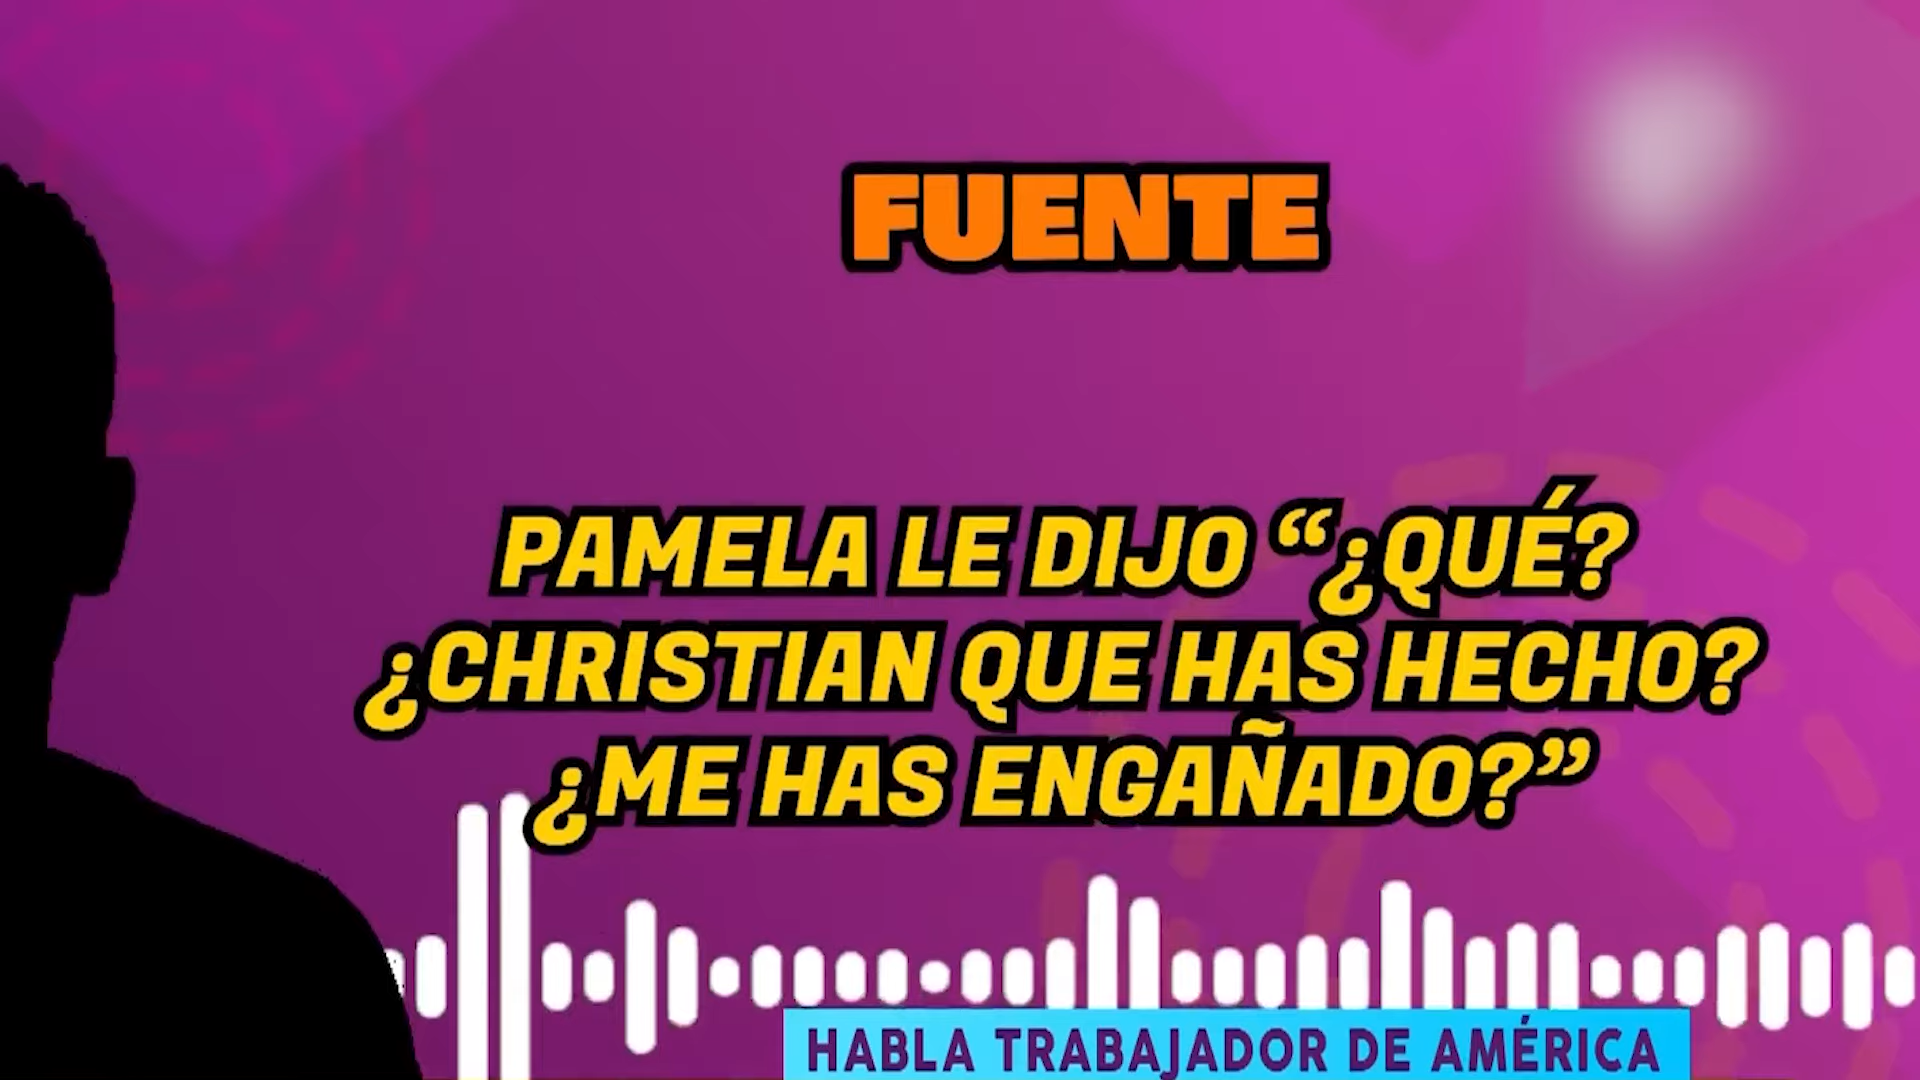 FUENTE
PAMELA LE DIJO “¿QUÉ?
¿CHRISTIAN QUE HAS HECHO?
¿ME HAS ENGAÑADO?”
HABLA TRABAJADOR DE AMÉRICA